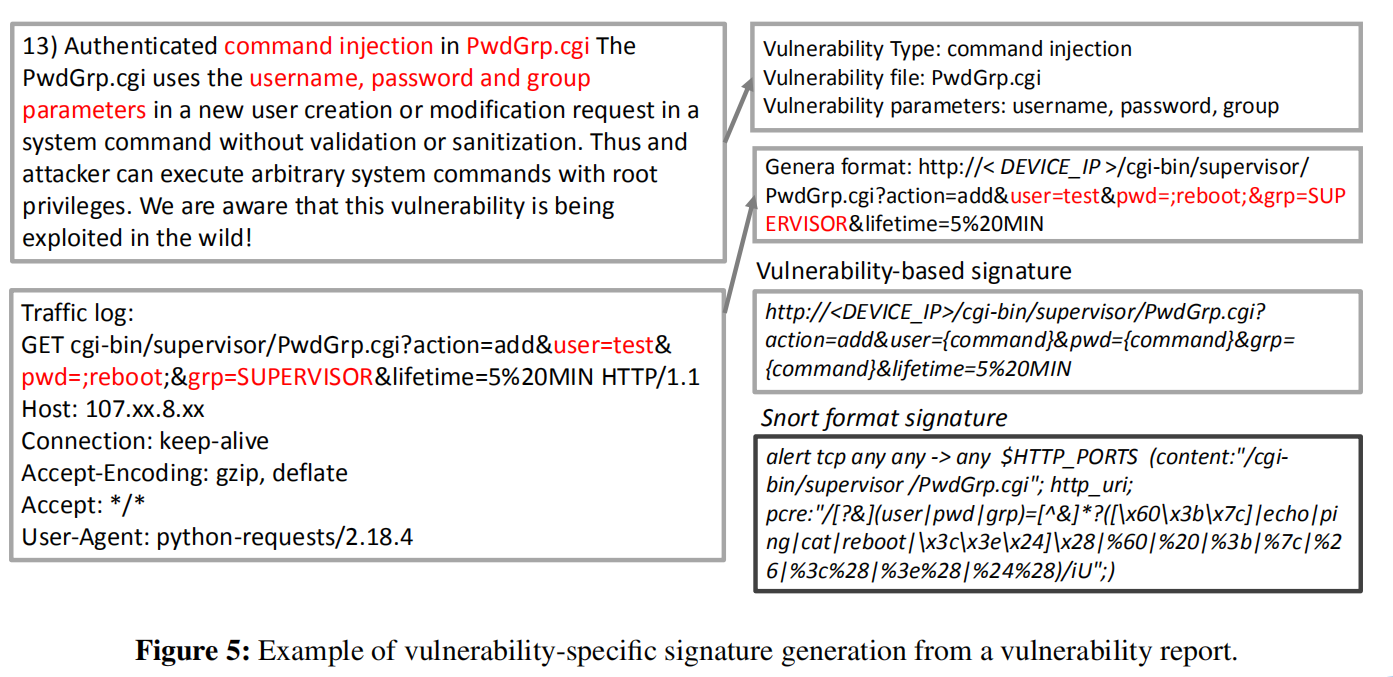 13) Authenticated command injection in PwdGrp.cgi The
PwdGrp.cgi uses the username, password and group
parameters in a new user creation or modification request in a
system command without validation or sanitization. Thus and
attacker can execute arbitrary system commands with root
privileges. We are aware that this vulnerability is being
exploited in the wild!
Traffic log:
GET cgi-bin/supervisor/PwdGrp.cgi?action=add&user=test&
pwd=;reboot;&grp=SUPERVISOR&lifetime=5%20MIN HTTP/1.1
Host: 107.xx.8.xx
Connection: keep-alive
Accept-Encoding: gzip, deflate
Accept: */*
User-Agent: python-requests/2.18.4
Vulnerability Type: command injection
Vulnerability file: PwdGrp.cgi
Vulnerability parameters: username, password, group
Genera format: http://< DEVICE_IP >/cgi-bin/supervisor/
PwdGrp.cgi?action=add&user=test&pwd=;reboot;&grp=SUP
ERVISOR&lifetime=5%20MIN
Vulnerability-based signature
http://<DEVICE_IP>/cgi-bin/supervisor/PwdGrp.cgi?
action=add&user={command}&pwd={command}&grp=
{command}&lifetime=5%20MIN
Snort format signature
alert tcp any any -> any $HTTP_PORTS (content:"/cgi-
bin/supervisor /PwdGrp.cgi"; http_uri;
pcre:"/[?&](user|pwd|grp)=[^&]*?([\x60\x3b\x7c]|echo|pi
ng|cat|reboot|\x3c\x3e\x24]\x28|%60|%20|%3b|%7c|%2
6|%3c%28|%3e%28|%24%28)/iU";)
Figure 5: Example of vulnerability-specific signature generation from a vulnerability report.